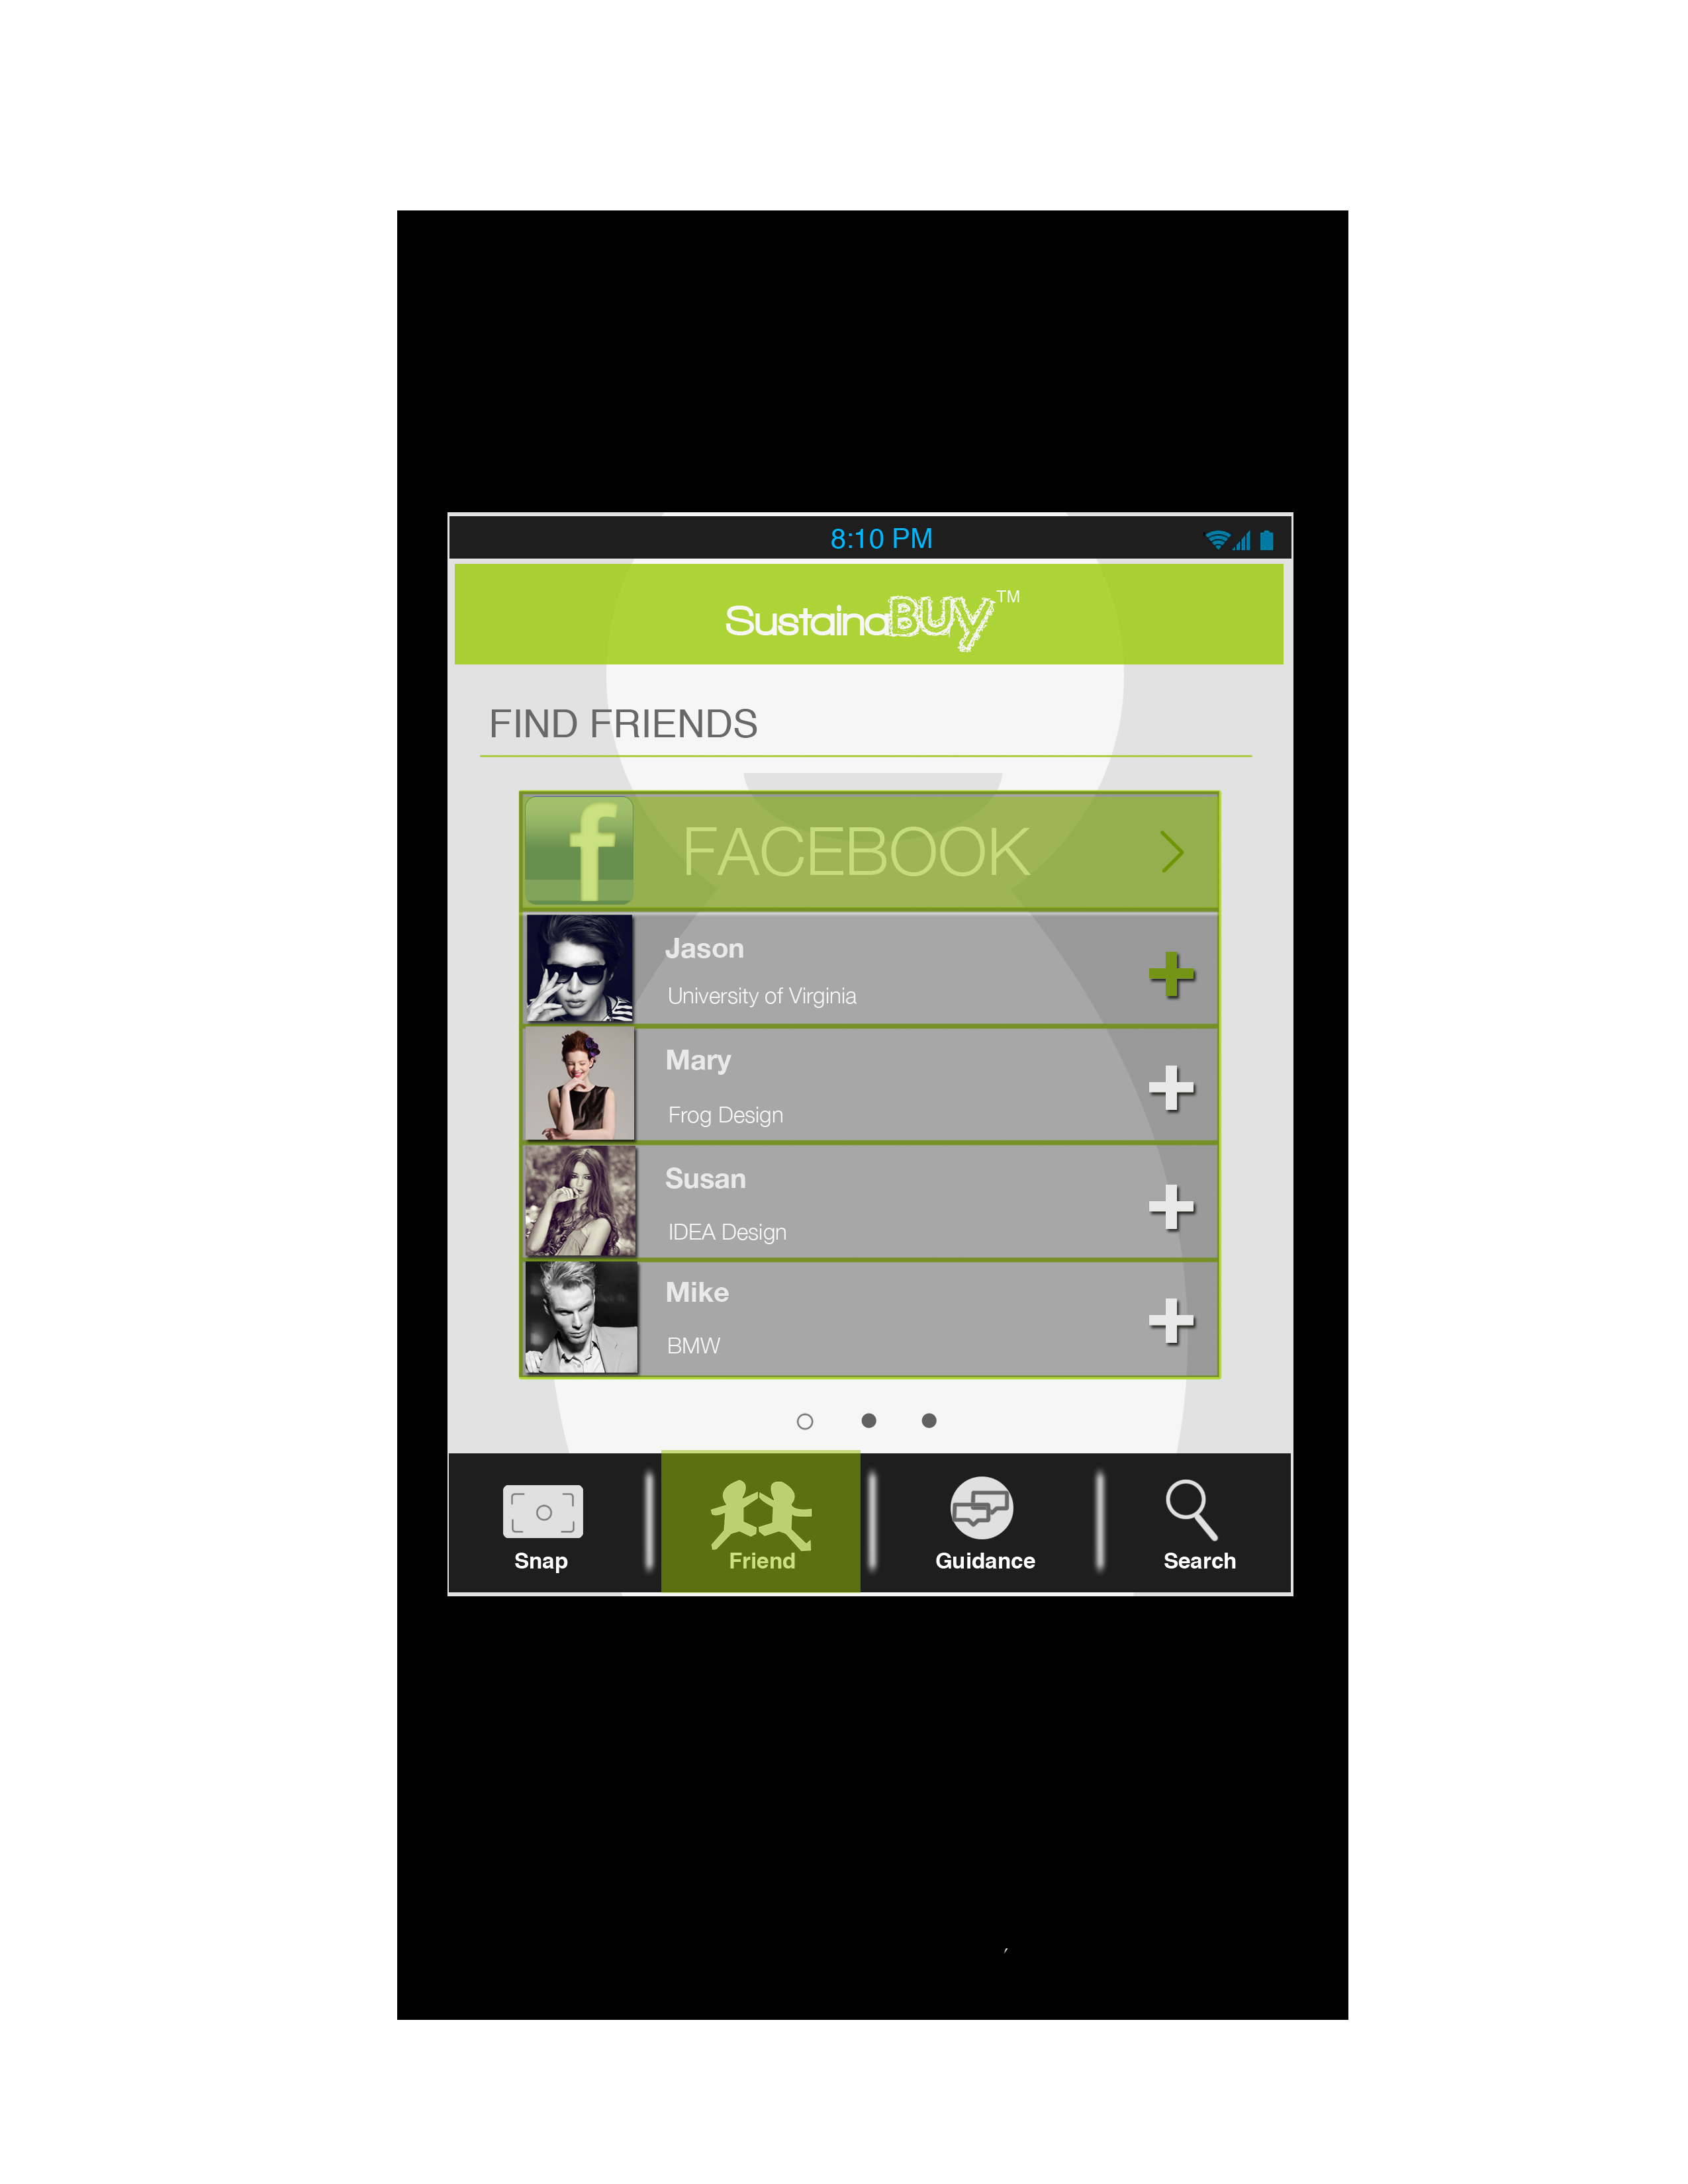 8:10 PM
SustainaBUY™
FIND FRIENDS
f
FACEBOOK
Jason
University of Virginia
Mary
Frog Design
Susan
IDEA Design
Mike
BMW
Snap
Friend
Guidance
Search